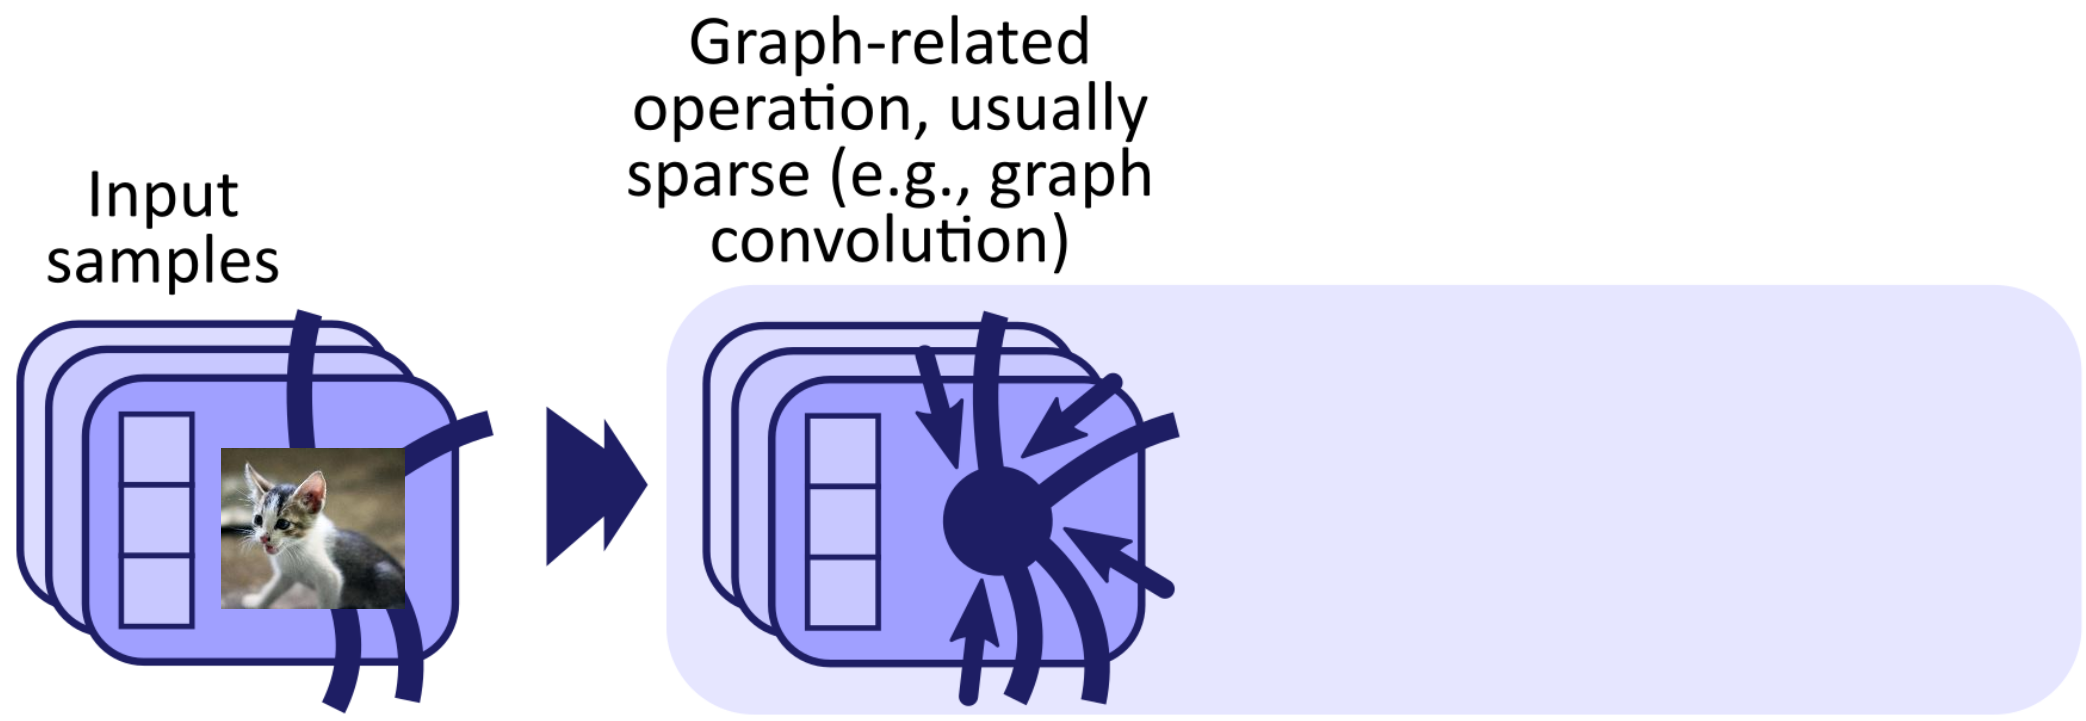 Input
samples
Graph-related
operation, usually
sparse (e.g., graph
convolution)